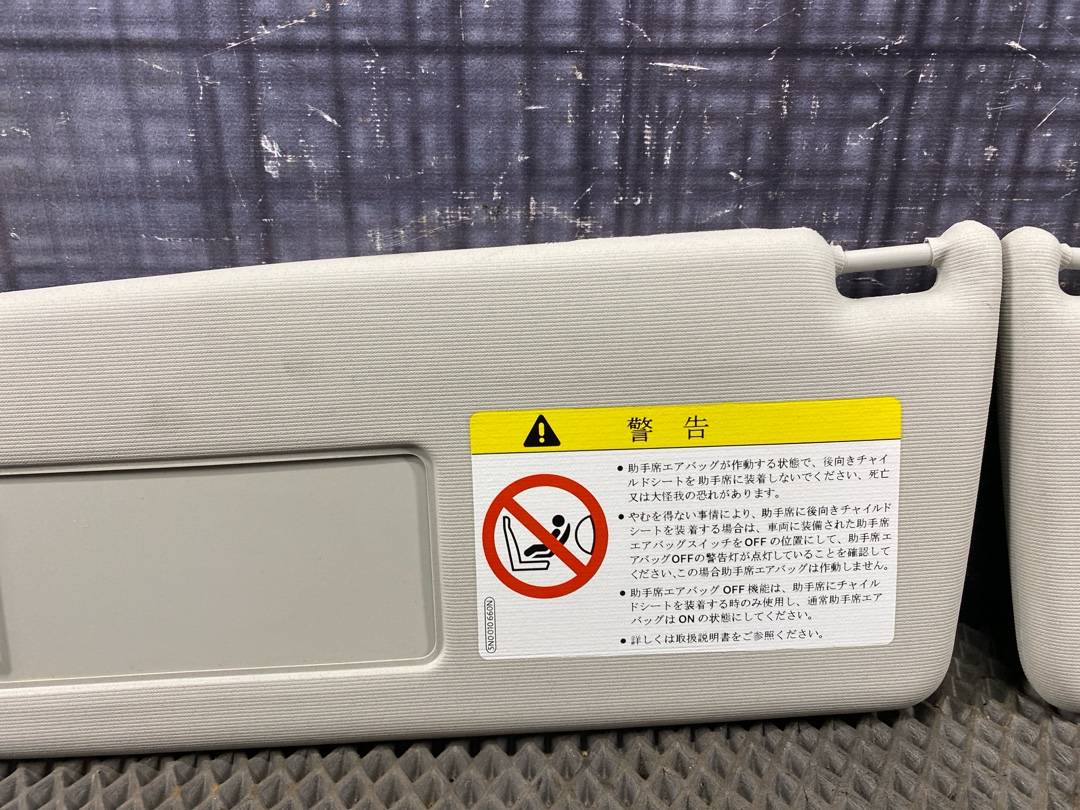 警 告
● 助手席エアバッグが作動する状態で、後向きチャイ
ルドシートを助手席に装着しないでください、死亡
又は大怪我の恐れがあります。
● やむを得ない事情により、助手席に後向きチャイルド
シートを装着する場合は、車両に装備された助手席
エアバッグスイッチをOFFの位置にして、助手席エ
アバッグOFFの警告灯が点灯していることを確認して
ください、この場合助手席エアバッグは作動しません。
● 助手席エアバッグ OFF 機能は、助手席にチャイル
ドシートを装着する時のみ使用し、通常助手席エア
バッグは ON の状態にしてください。
● 詳しくは取扱説明書をご参照ください。
5N0 010 660N